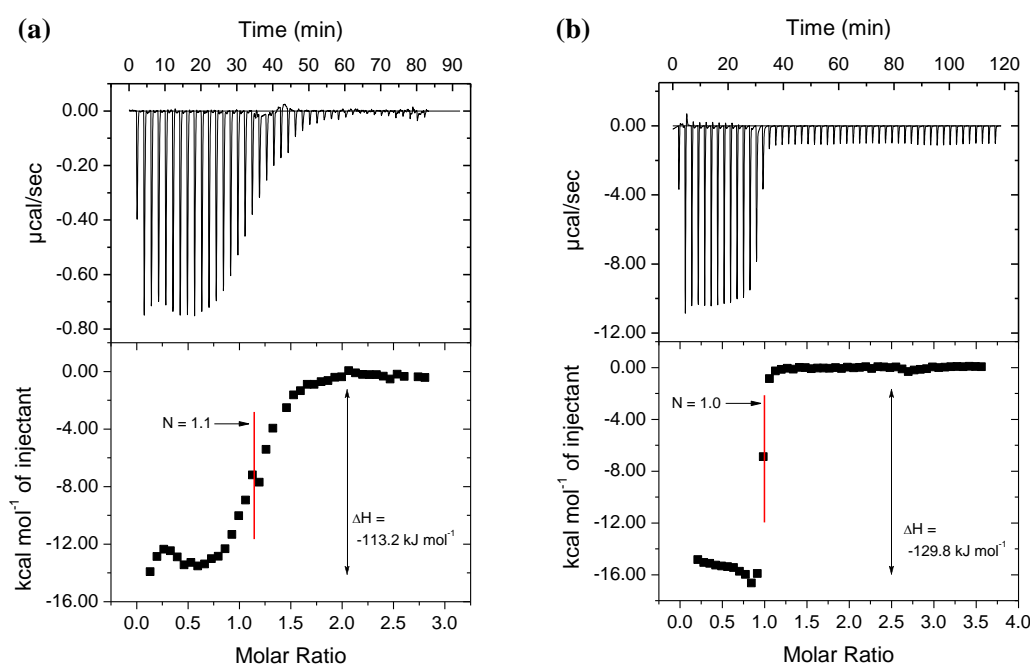 (a)
Time (min)
0 10 20 30 40 50 60 70 80 90
0.00
-0.20
-0.40
-0.60
-0.80
µcal/sec
0.00
-4.00
-8.00
-12.00
-16.00
kcal mol⁻¹ of injectant
N = 1.1
ΔH =
-113.2 kJ mol⁻¹
0.0 0.5 1.0 1.5 2.0 2.5 3.0
Molar Ratio
(b)
Time (min)
0 20 40 60 80 100 120
0.00
-4.00
-8.00
-12.00
µcal/sec
0.00
-4.00
-8.00
-12.00
-16.00
kcal mol⁻¹ of injectant
N = 1.0
ΔH =
-129.8 kJ mol⁻¹
0.0 0.5 1.0 1.5 2.0 2.5 3.0 3.5 4.0
Molar Ratio